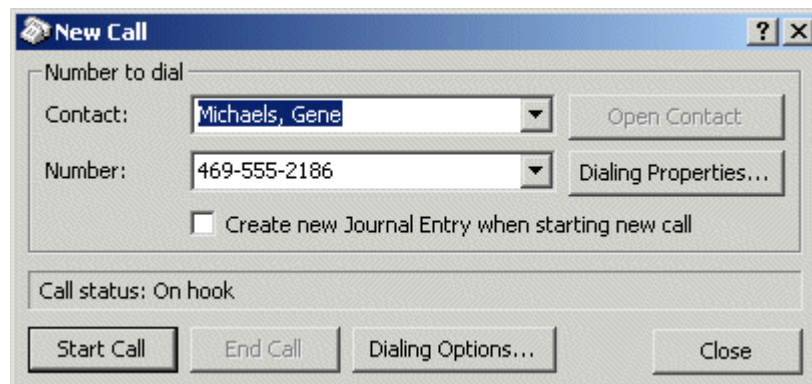 New Call
Number to dial
Contact: Michaels, Gene Open Contact
Number: 469-555-2186 Dialing Properties...
Create new Journal Entry when starting new call
Call status: On hook
Start Call End Call Dialing Options... Close